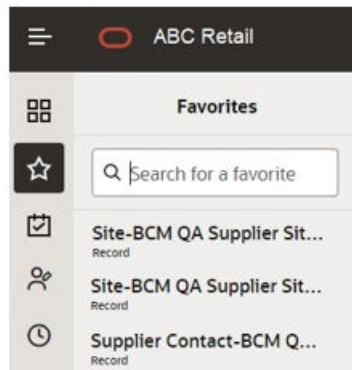 ABC Retail
Favorites
Search for a favorite
Site-BCM QA Supplier Sit...
Record
Site-BCM QA Supplier Sit...
Record
Supplier Contact-BCM Q...
Record